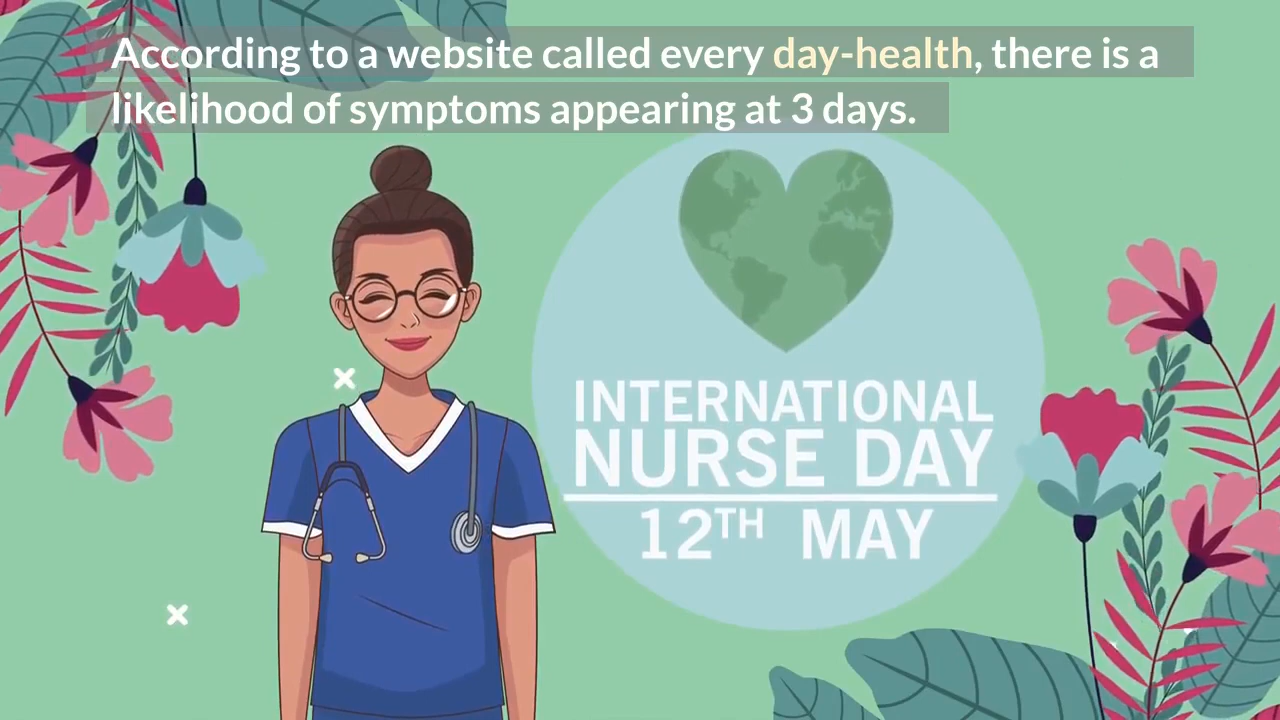 According to a website called every day-health, there is a
likelihood of symptoms appearing at 3 days.
INTERNATIONAL
NURSE DAY
12TH MAY